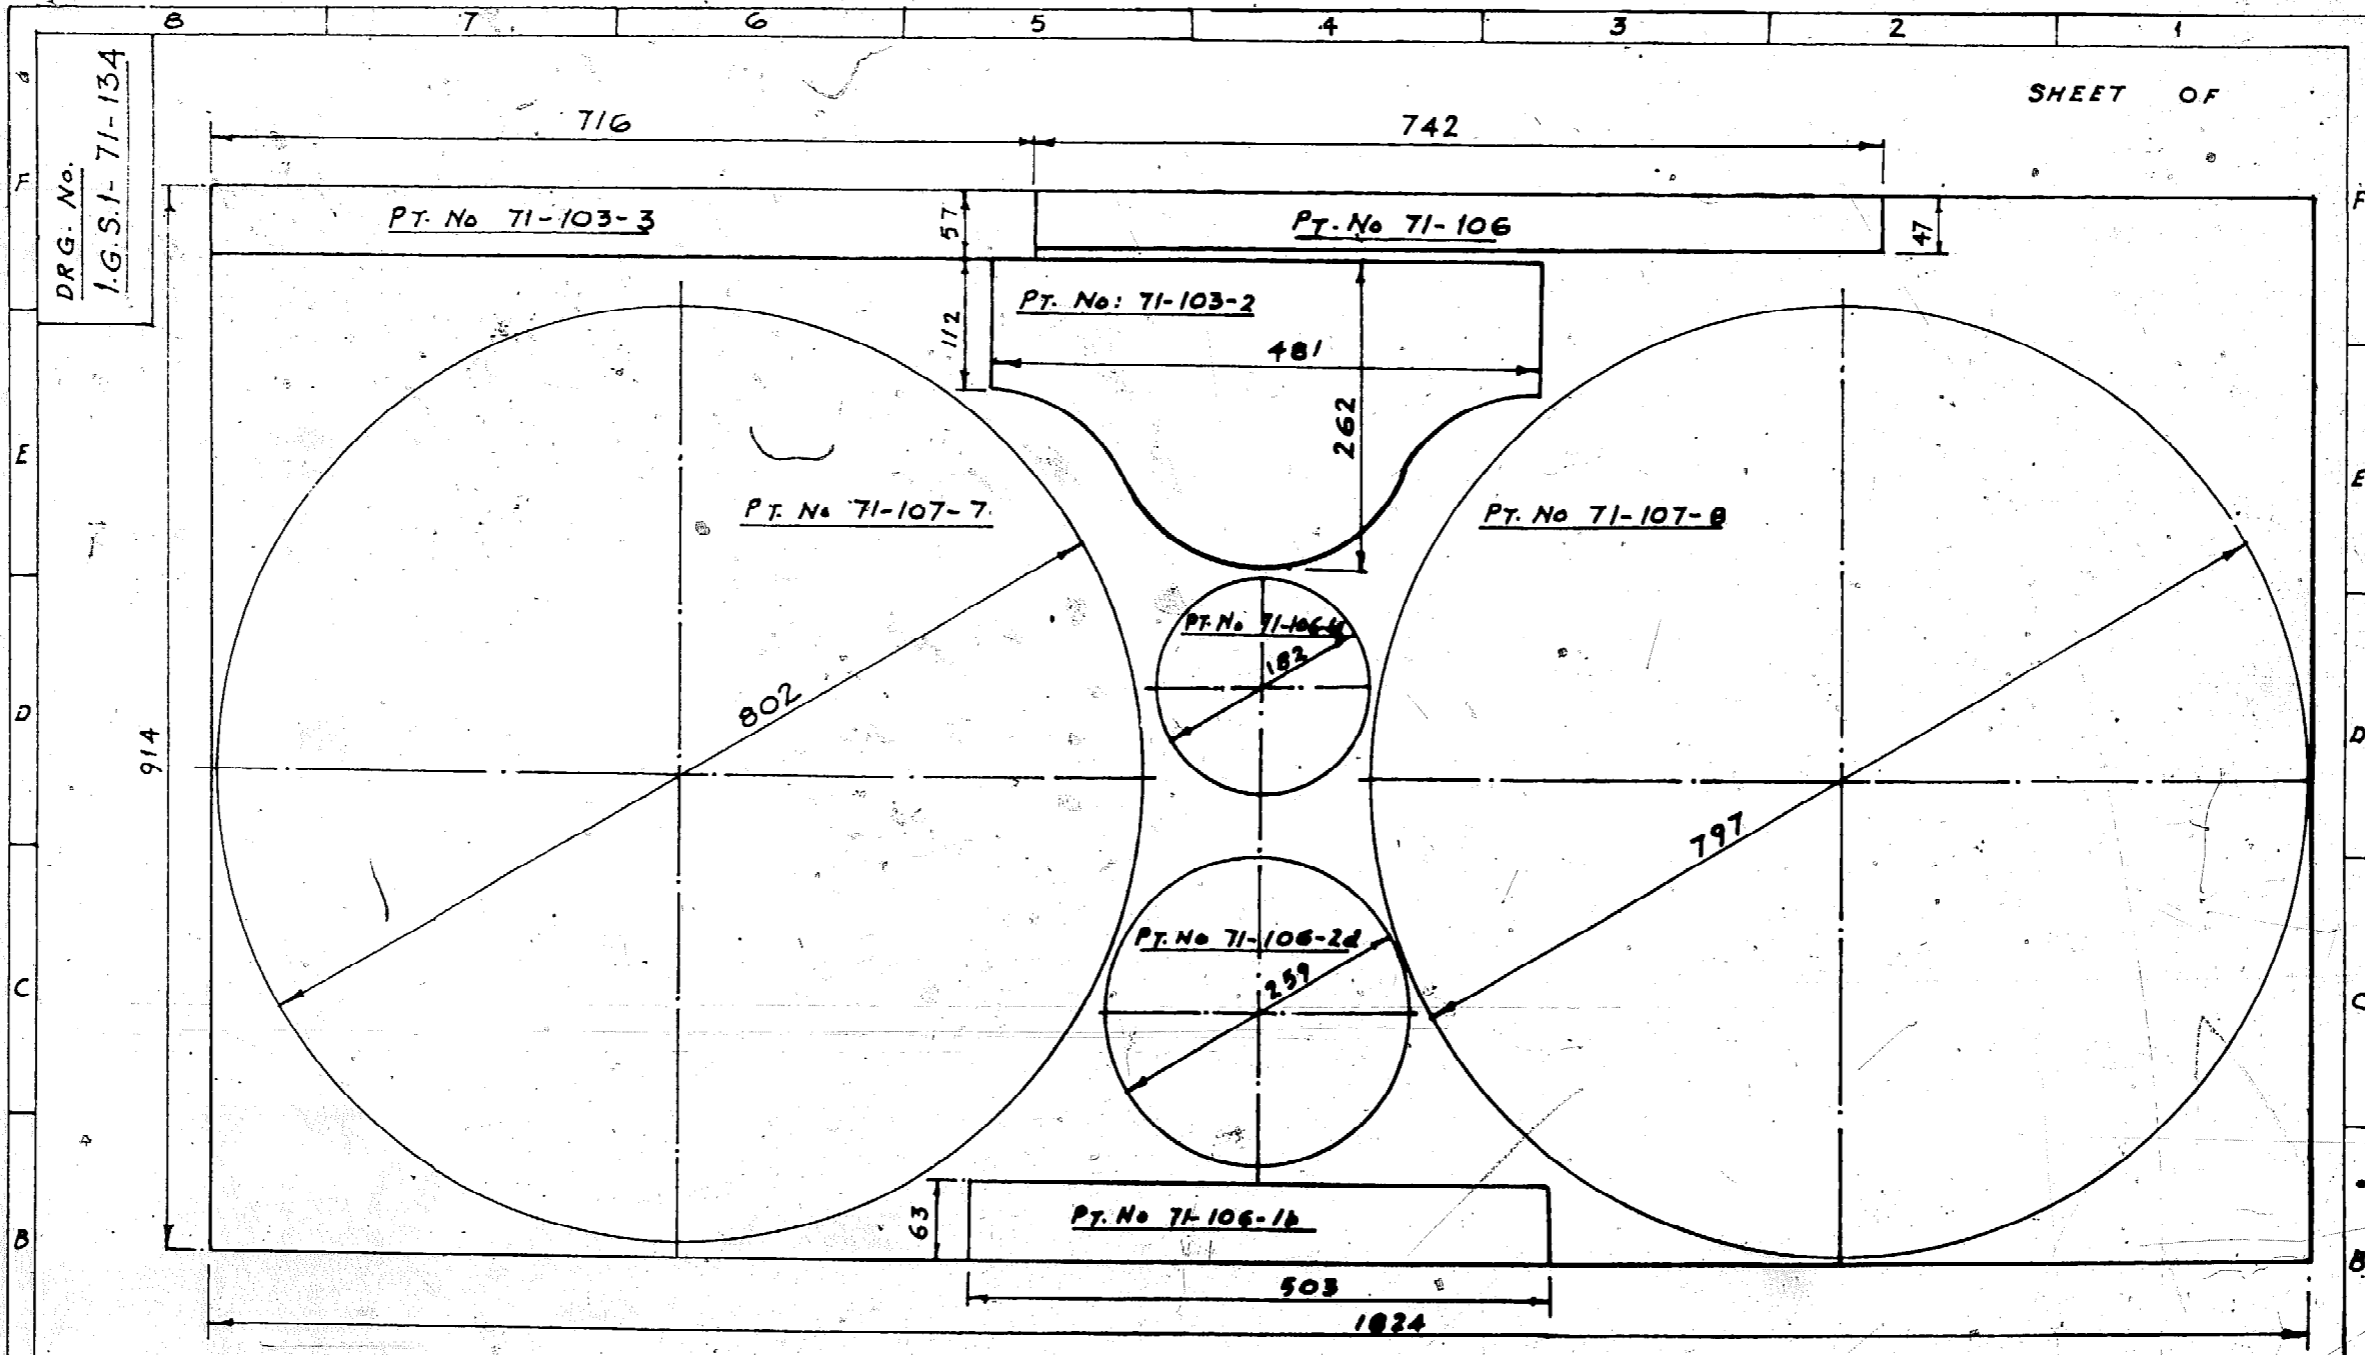 8 7 6 5 4 3 2 1
SHEET OF
DRG. No.
I.G.S.I- 71-134
716
742
F
F
PT. No 71-103-3
57
PT. No 71-106
47
PT. No: 71-103-2
112
481
262
E
E
PT. No 71-107-7
PT. No 71-107-8
PT. No 71-106-
182
802
D
D
914
797
PT. No 71-106-2d
259
C
C
63
PT. No 71-106-1b
B
B
503
1824